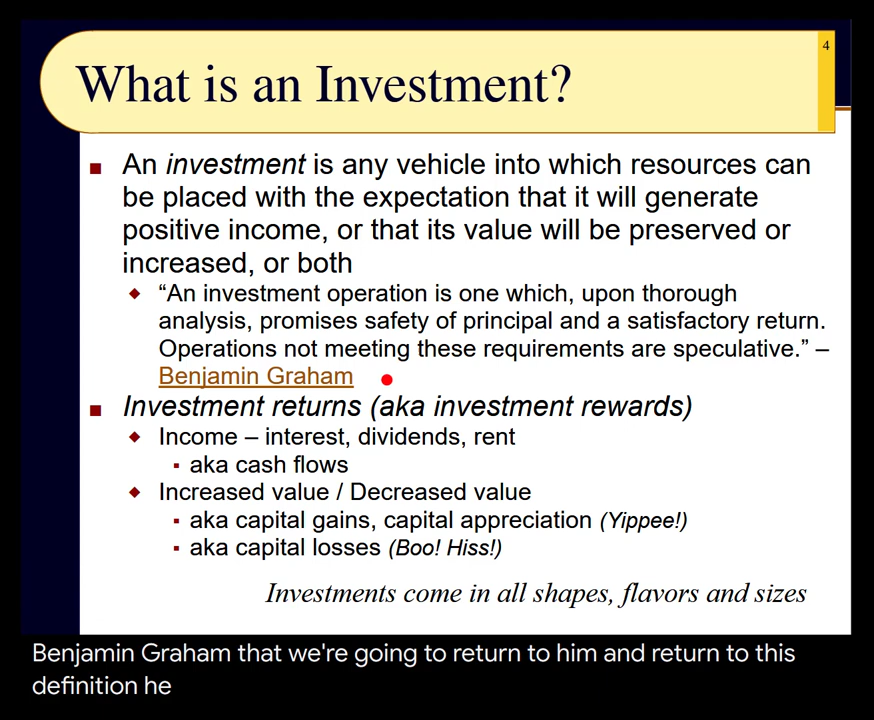 4
What is an Investment?
An investment is any vehicle into which resources can
be placed with the expectation that it will generate
positive income, or that its value will be preserved or
increased, or both
“An investment operation is one which, upon thorough
analysis, promises safety of principal and a satisfactory return.
Operations not meeting these requirements are speculative.” –
Benjamin Graham
Investment returns (aka investment rewards)
Income – interest, dividends, rent
aka cash flows
Increased value / Decreased value
aka capital gains, capital appreciation (Yippee!)
aka capital losses (Boo! Hiss!)
Investments come in all shapes, flavors and sizes
Benjamin Graham that we're going to return to him and return to this
definition he